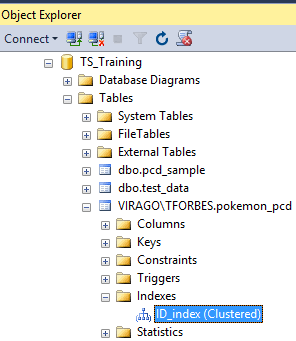 Object Explorer
Connect
TS_Training
Database Diagrams
Tables
System Tables
FileTables
External Tables
dbo.pcd_sample
dbo.test_data
VIRAGO\TFORBES.pokemon_pcd
Columns
Keys
Constraints
Triggers
Indexes
ID_index (Clustered)
Statistics